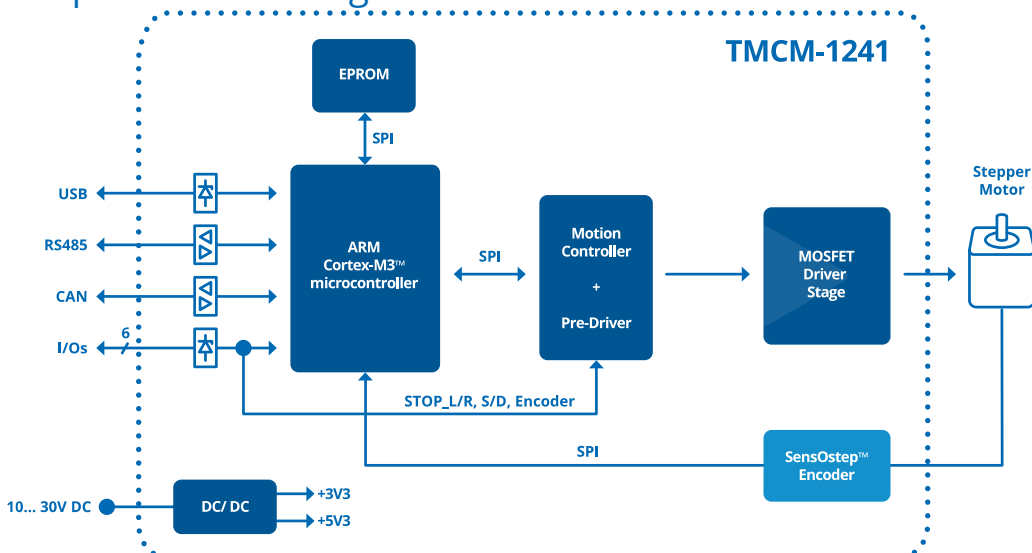 TMCM-1241
EPROM
SPI
USB
RS485
CAN
6
I/Os
ARM
Cortex-M3™
microcontroller
SPI
Motion
Controller
+
Pre-Driver
MOSFET
Driver
Stage
Stepper
Motor
STOP_L/R, S/D, Encoder
SPI
SensOstep™
Encoder
10... 30V DC
DC/ DC
+3V3
+5V3